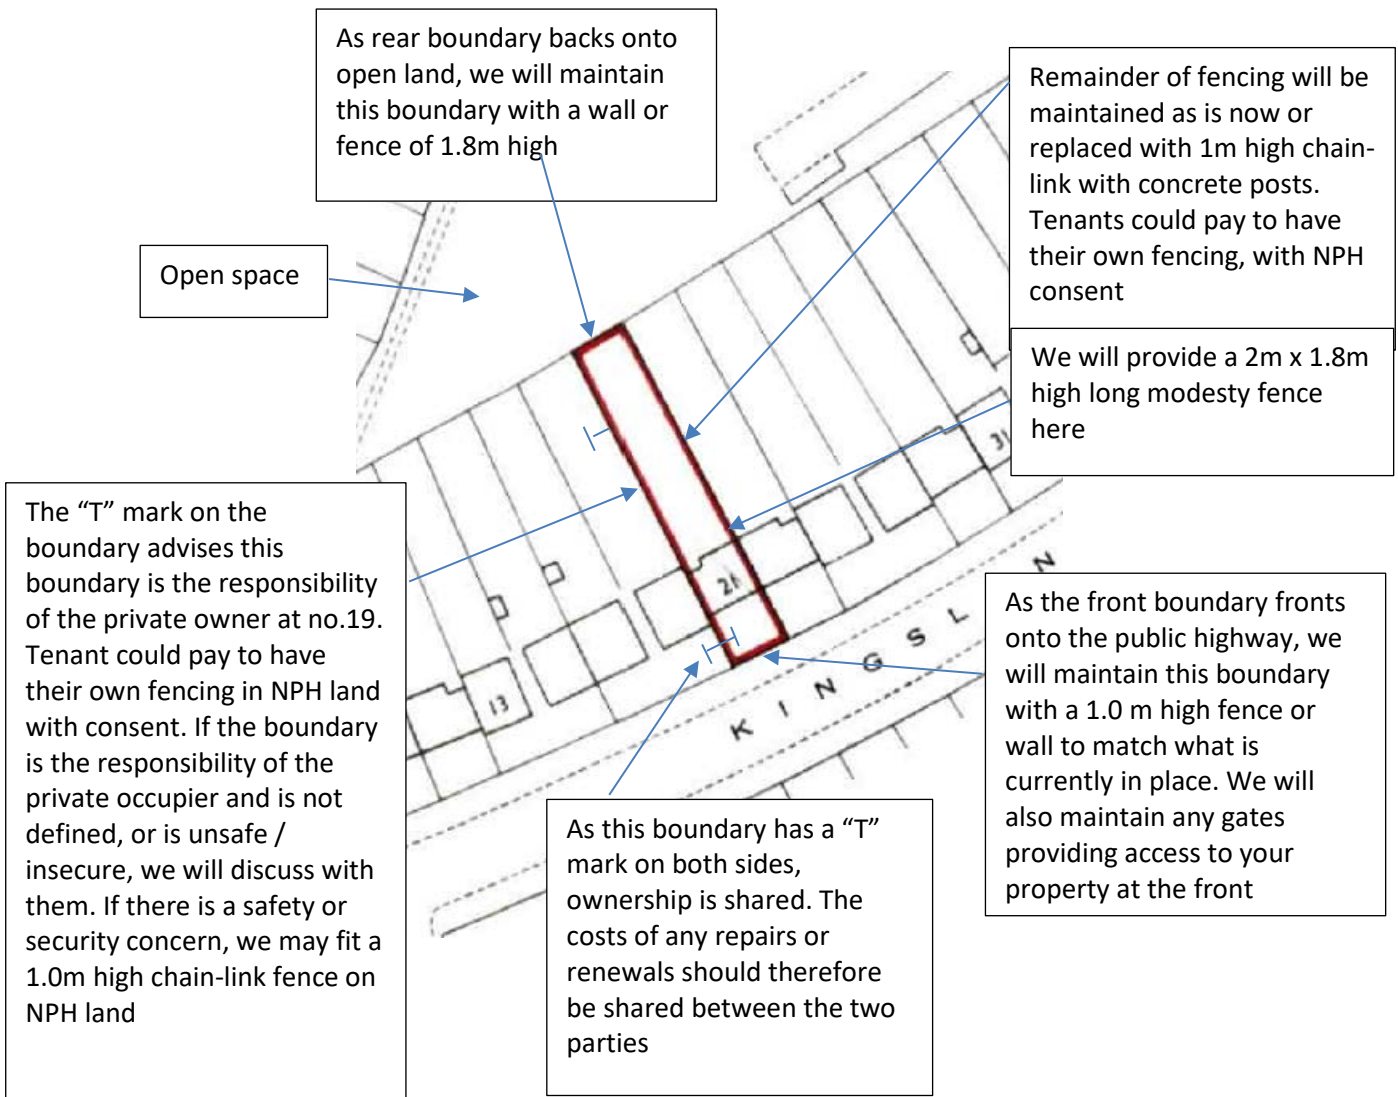 As rear boundary backs onto
open land, we will maintain
this boundary with a wall or
fence of 1.8m high
Remainder of fencing will be
maintained as is now or
replaced with 1m high chain-
link with concrete posts.
Tenants could pay to have
their own fencing, with NPH
consent
Open space
We will provide a 2m x 1.8m
high long modesty fence
here
31
The “T” mark on the
boundary advises this
boundary is the responsibility
of the private owner at no.19.
Tenant could pay to have
their own fencing in NPH land
with consent. If the boundary
is the responsibility of the
private occupier and is not
defined, or is unsafe /
insecure, we will discuss with
them. If there is a safety or
security concern, we may fit a
1.0m high chain-link fence on
NPH land
13
KINGSL
N
As the front boundary fronts
onto the public highway, we
will maintain this boundary
with a 1.0 m high fence or
wall to match what is
currently in place. We will
also maintain any gates
providing access to your
property at the front
As this boundary has a “T”
mark on both sides,
ownership is shared. The
costs of any repairs or
renewals should therefore
be shared between the two
parties